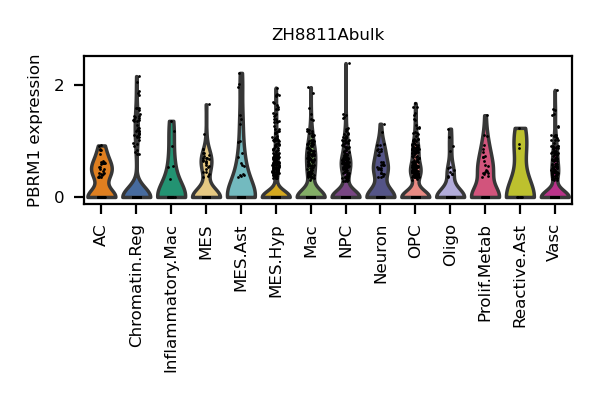 ZH8811Abulk
PBRM1 expression
2
0
AC
Chromatin.Reg
Inflammatory.Mac
MES
MES.Ast
MES.Hyp
Mac
NPC
Neuron
OPC
Oligo
Prolif.Metab
Reactive.Ast
Vasc